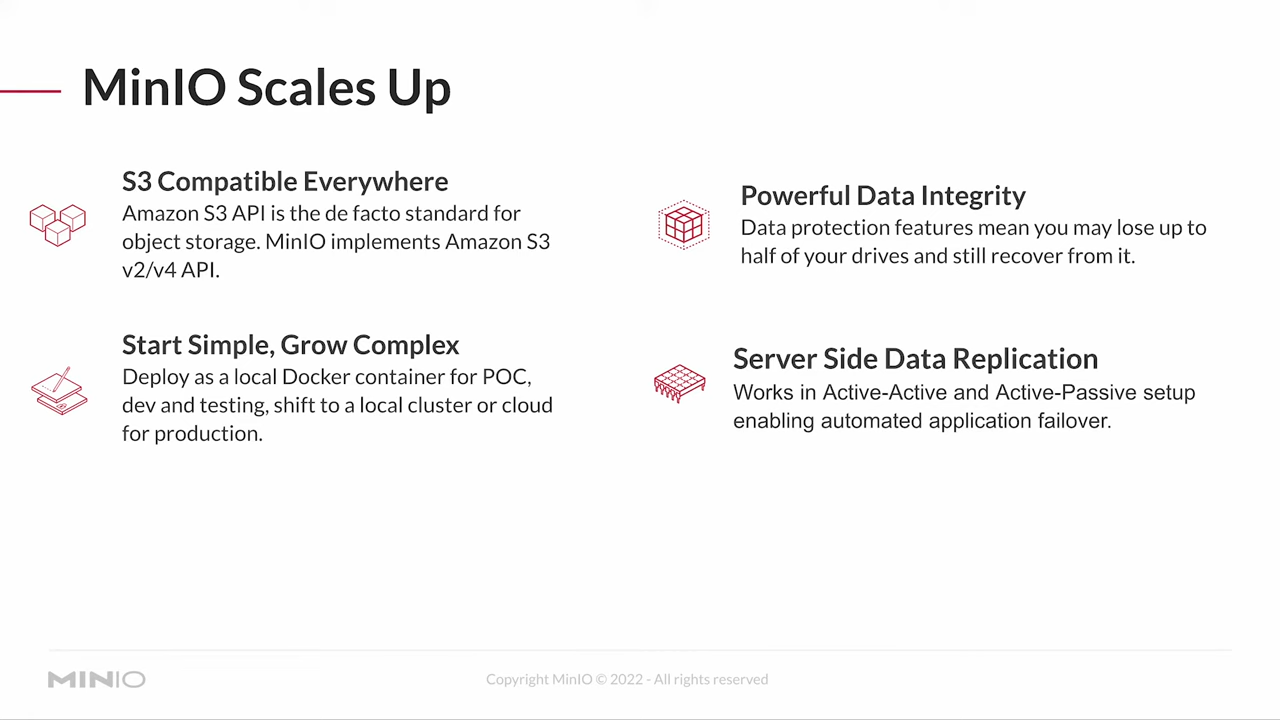 MinIO Scales Up
S3 Compatible Everywhere
Amazon S3 API is the de facto standard for
object storage. MinIO implements Amazon S3
v2/v4 API.
Powerful Data Integrity
Data protection features mean you may lose up to
half of your drives and still recover from it.
Start Simple, Grow Complex
Deploy as a local Docker container for POC,
dev and testing, shift to a local cluster or cloud
for production.
Server Side Data Replication
Works in Active-Active and Active-Passive setup
enabling automated application failover.
MINIO
Copyright MinIO © 2022 - All rights reserved